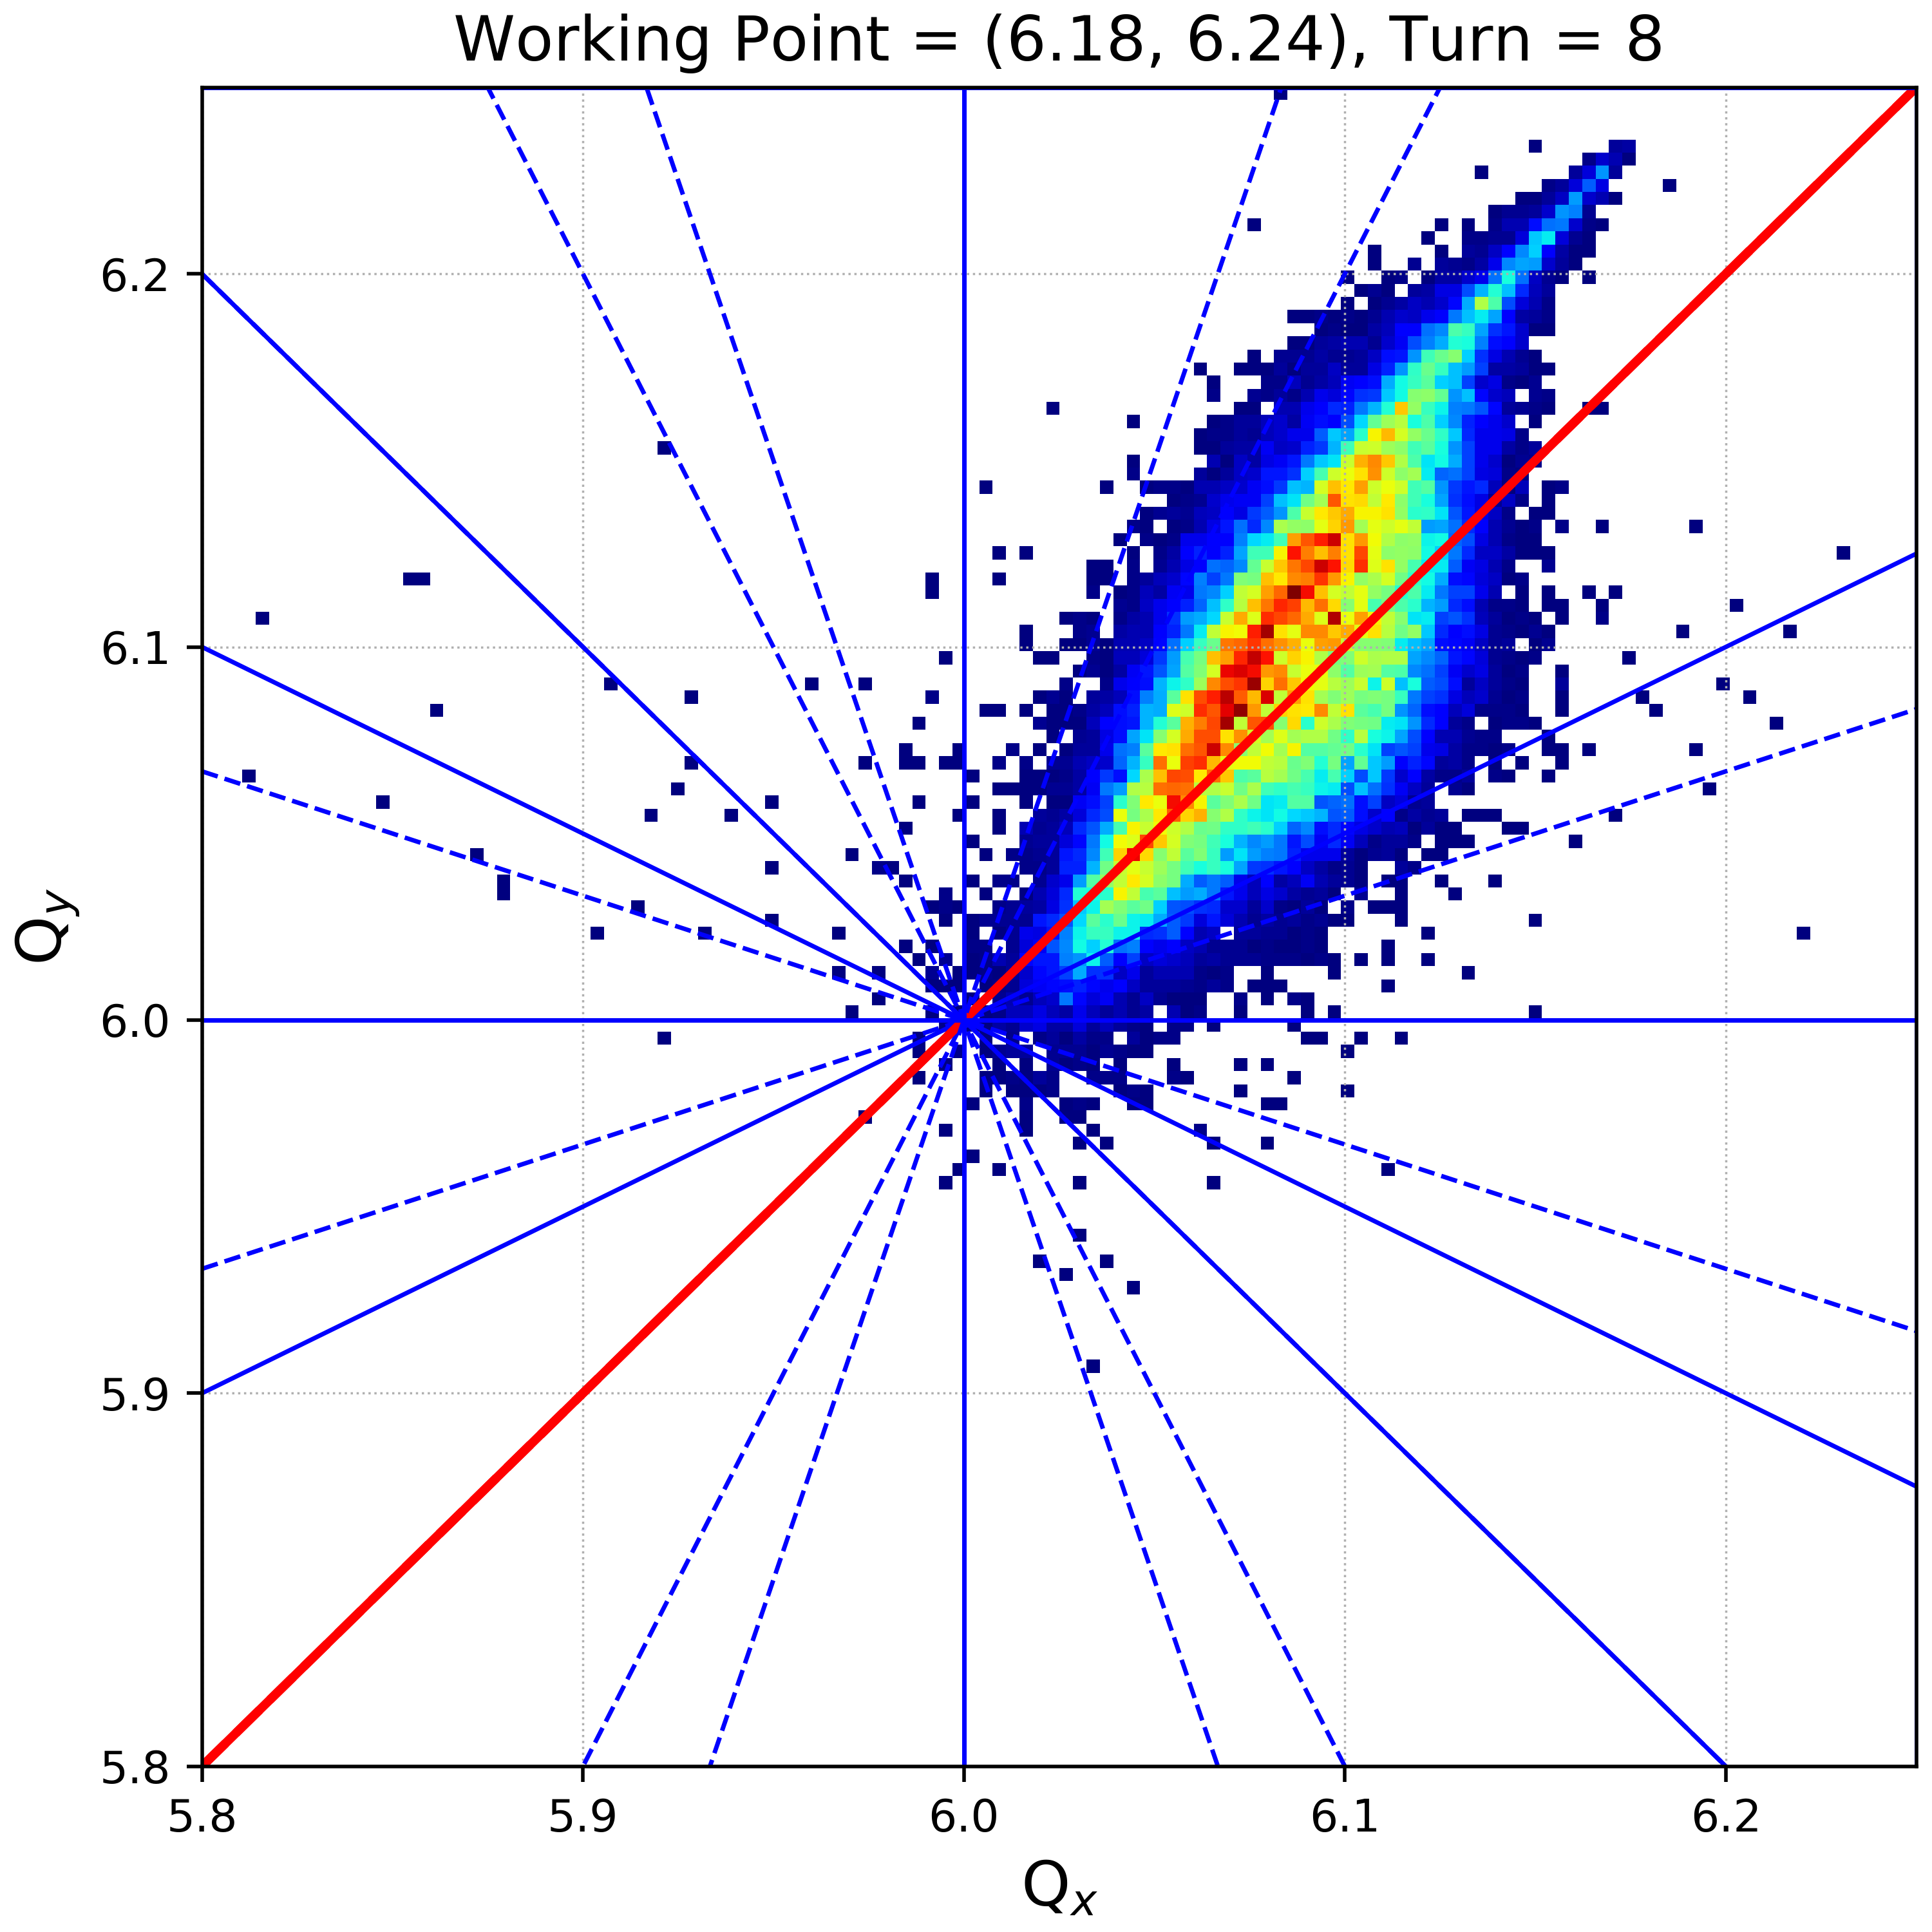 Working Point = (6.18, 6.24), Turn = 8
6.2
6.1
6.0
5.9
5.8
Qy
5.8 5.9 6.0 6.1 6.2
Qx